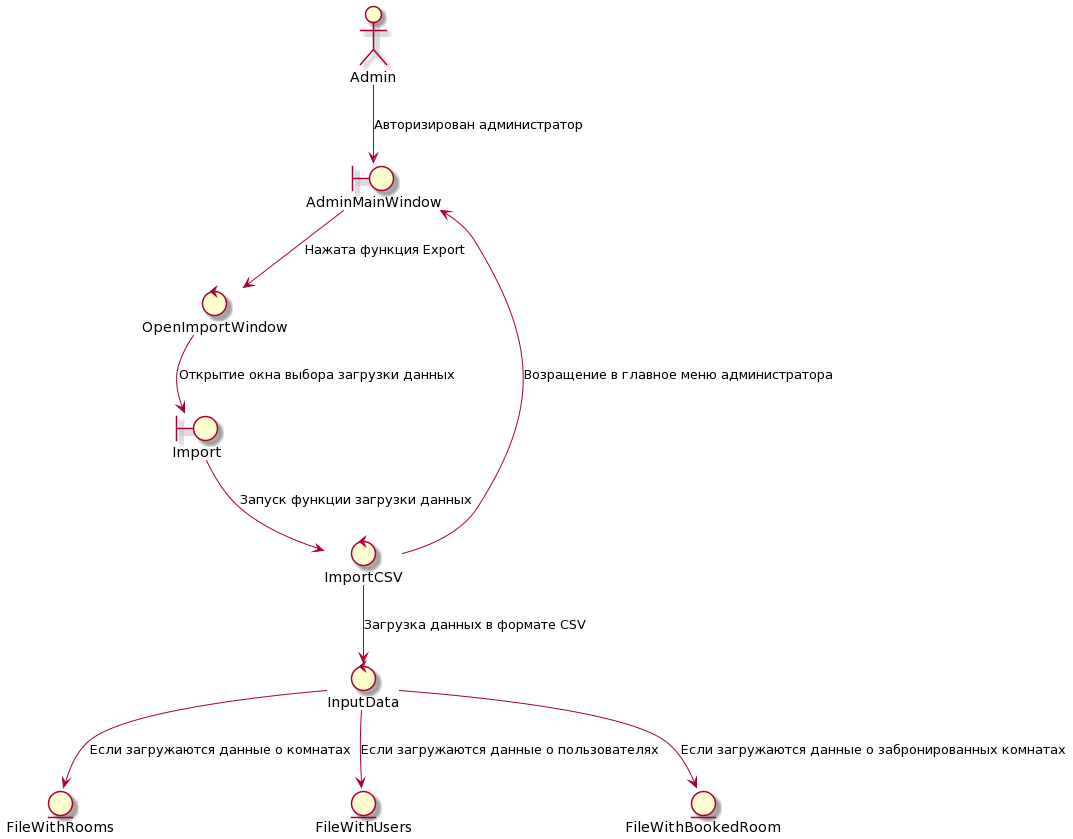 Admin
Авторизирован администратор
AdminMainWindow
Нажата функция Export
OpenImportWindow
Открытие окна выбора загрузки данных
Возращение в главное меню администратора
Import
Запуск функции загрузки данных
ImportCSV
Загрузка данных в формате CSV
InputData
Если загружаются данные о комнатах
Если загружаются данные о пользователях
Если загружаются данные о забронированных комнатах
FileWithRooms
FileWithUsers
FileWithBookedRoom